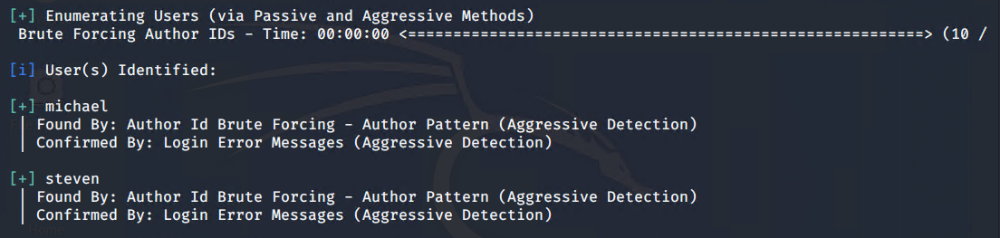 [+] Enumerating Users (via Passive and Aggressive Methods)
Brute Forcing Author IDs - Time: 00:00:00 <==========================================================> (10 /
[i] User(s) Identified:
[+] michael
| Found By: Author Id Brute Forcing - Author Pattern (Aggressive Detection)
| Confirmed By: Login Error Messages (Aggressive Detection)
[+] steven
| Found By: Author Id Brute Forcing - Author Pattern (Aggressive Detection)
| Confirmed By: Login Error Messages (Aggressive Detection)
Home